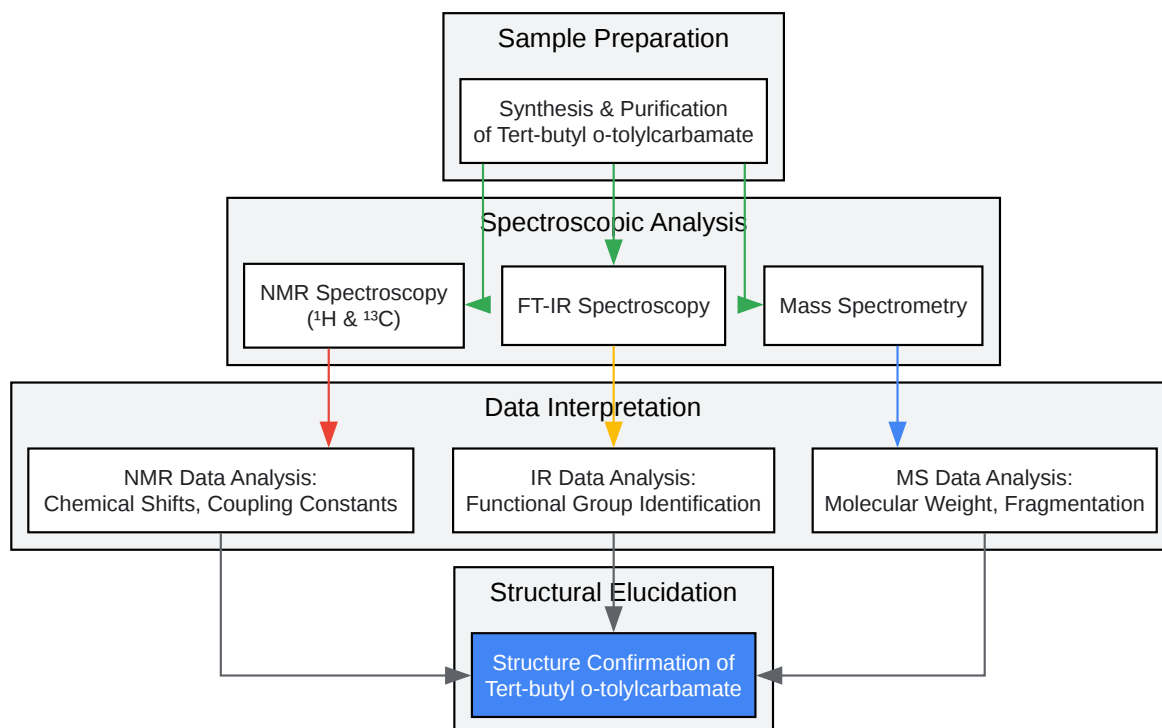 Sample Preparation
Synthesis & Purification
of Tert-butyl o-tolylcarbamate
Spectroscopic Analysis
NMR Spectroscopy
(¹H & ¹³C)
FT-IR Spectroscopy
Mass Spectrometry
Data Interpretation
NMR Data Analysis:
Chemical Shifts, Coupling Constants
IR Data Analysis:
Functional Group Identification
MS Data Analysis:
Molecular Weight, Fragmentation
Structural Elucidation
Structure Confirmation of
Tert-butyl o-tolylcarbamate